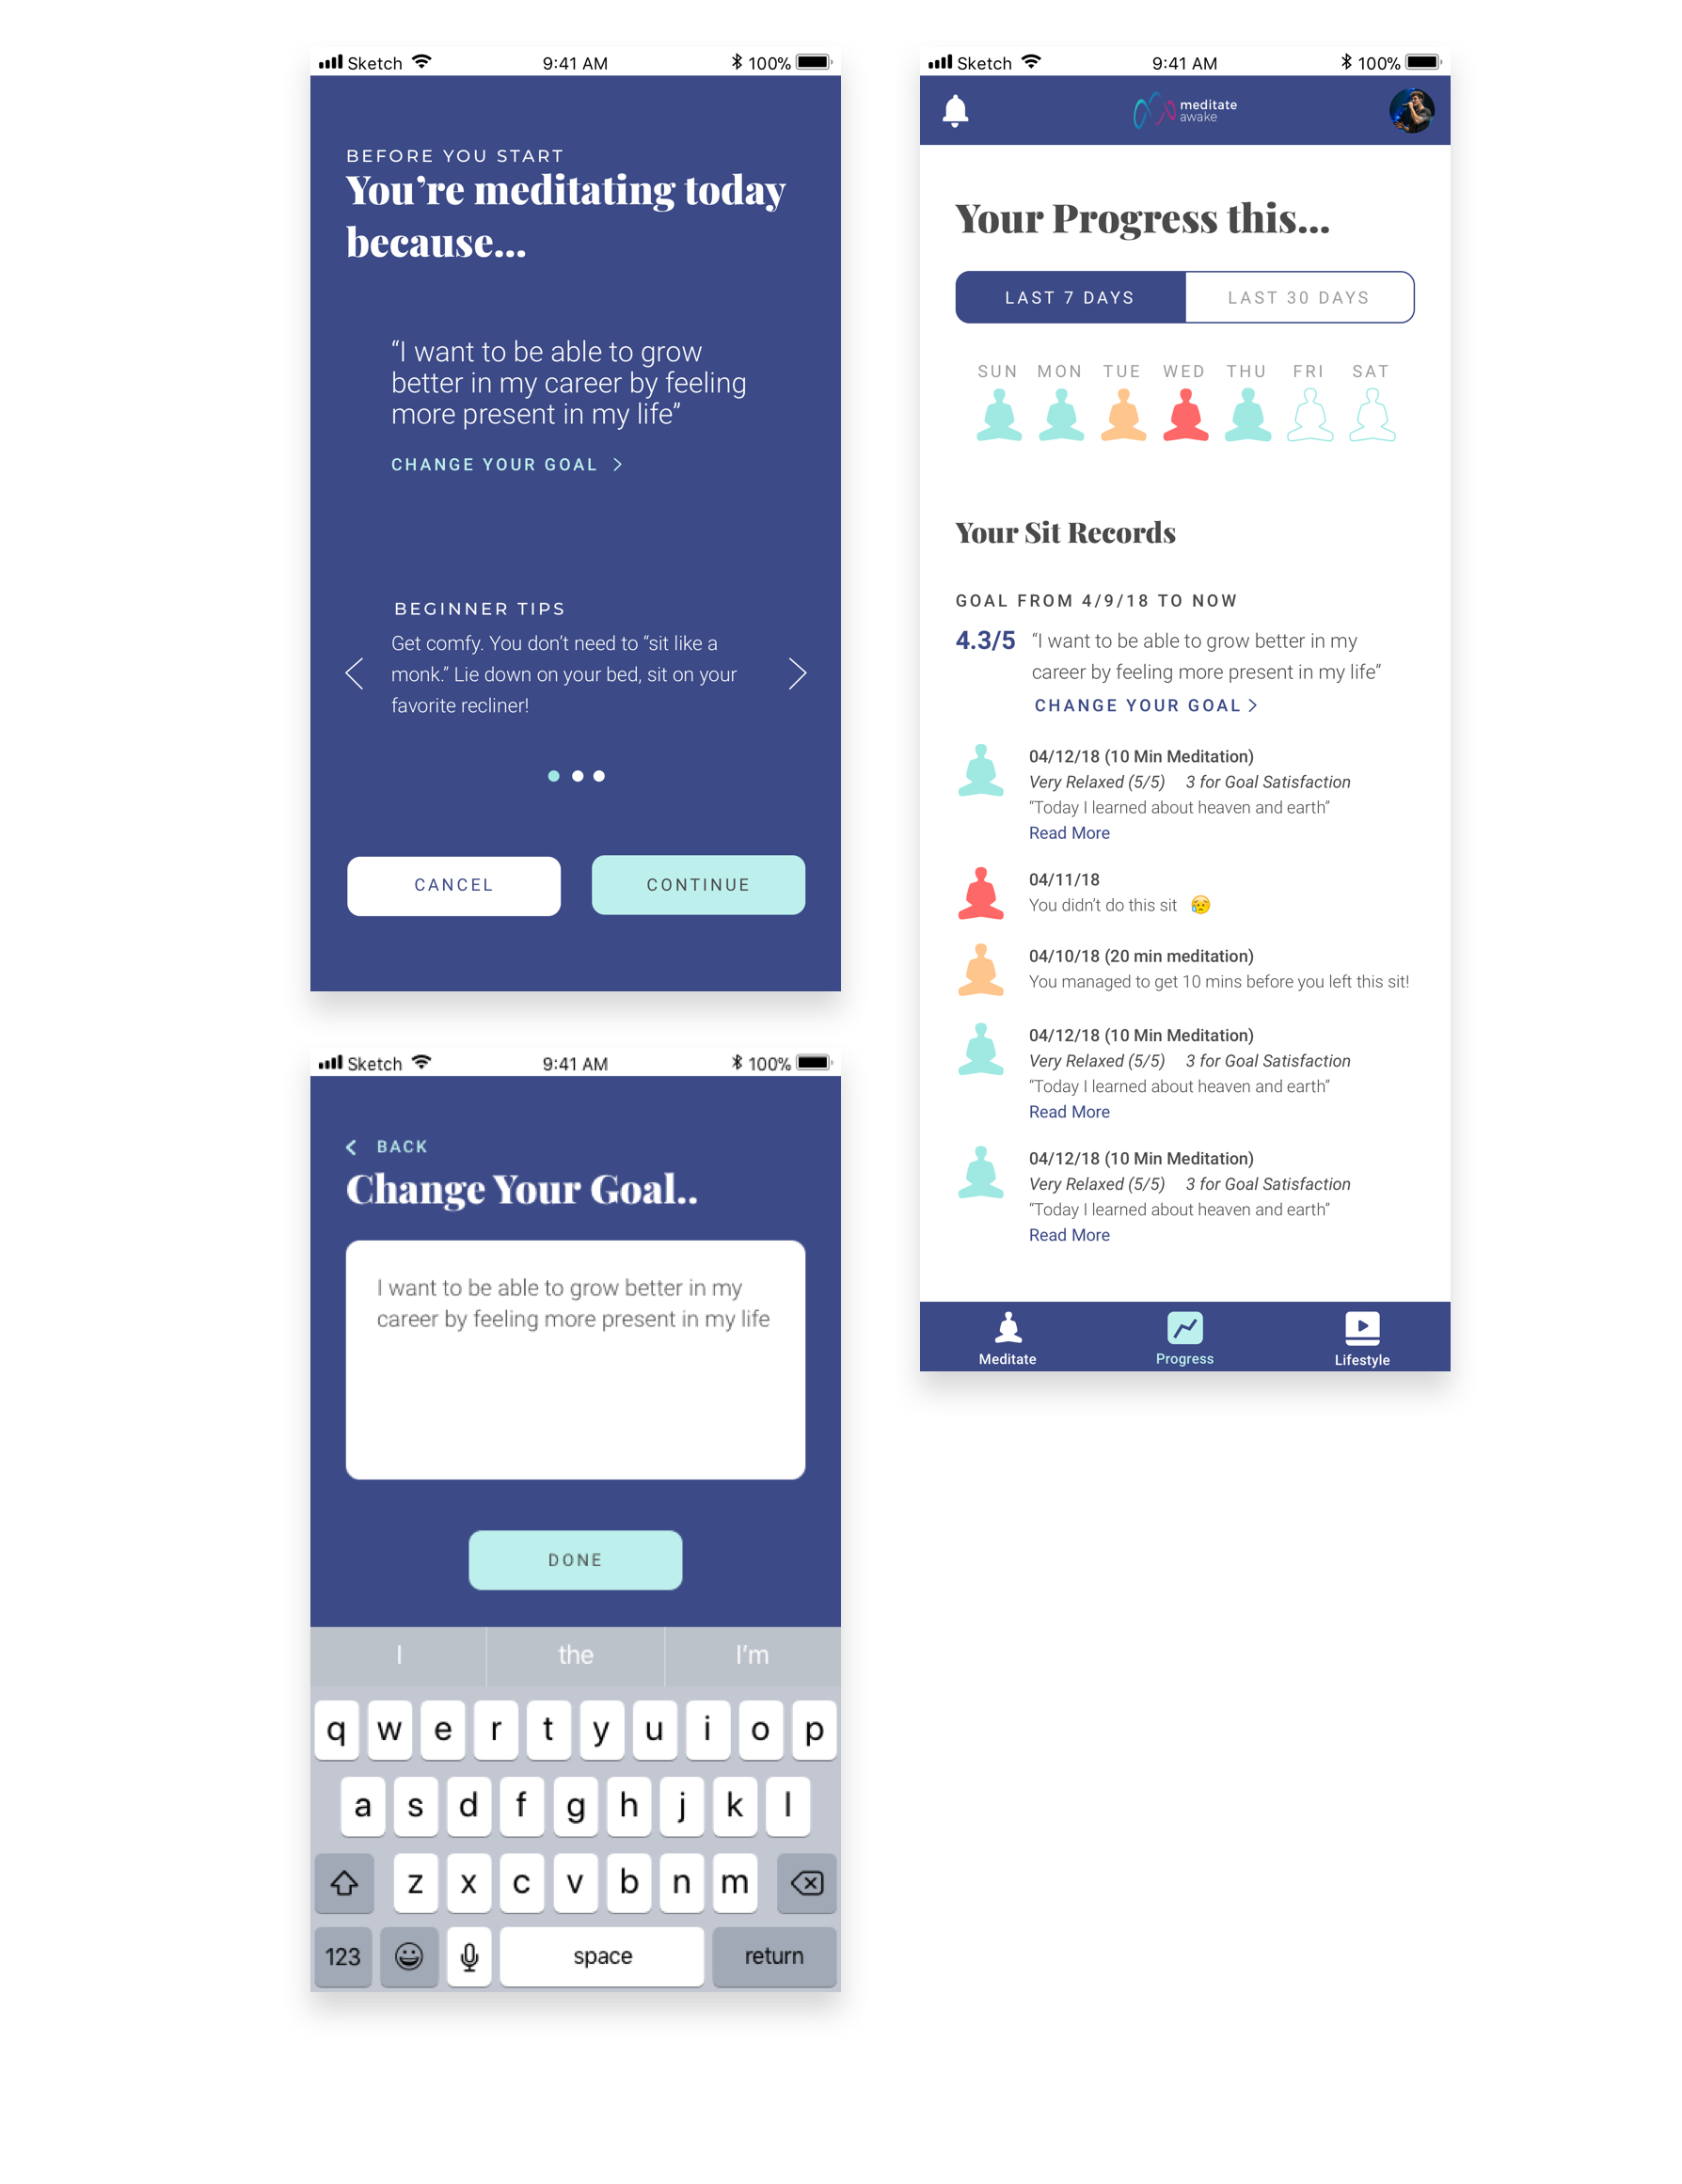 Sketch 9:41 AM 100%
BEFORE YOU START
You’re meditating today
because...
“I want to be able to grow
better in my career by feeling
more present in my life”
CHANGE YOUR GOAL >
BEGINNER TIPS
Get comfy. You don’t need to “sit like a
monk.” Lie down on your bed, sit on your
favorite recliner!
CANCEL
CONTINUE
Sketch 9:41 AM 100%
BACK
Change Your Goal..
I want to be able to grow better in my
career by feeling more present in my life
DONE
I the I’m
q w e r t y u i o p
a s d f g h j k l
z x c v b n m
123 space return
Sketch 9:41 AM 100%
meditate
awake
Your Progress this...
LAST 7 DAYS LAST 30 DAYS
SUN MON TUE WED THU FRI SAT
Your Sit Records
GOAL FROM 4/9/18 TO NOW
4.3/5 “I want to be able to grow better in my
career by feeling more present in my life”
CHANGE YOUR GOAL >
04/12/18 (10 Min Meditation)
Very Relaxed (5/5) 3 for Goal Satisfaction
“Today I learned about heaven and earth”
Read More
04/11/18
You didn’t do this sit 😥
04/10/18 (20 min meditation)
You managed to get 10 mins before you left this sit!
04/12/18 (10 Min Meditation)
Very Relaxed (5/5) 3 for Goal Satisfaction
“Today I learned about heaven and earth”
Read More
04/12/18 (10 Min Meditation)
Very Relaxed (5/5) 3 for Goal Satisfaction
“Today I learned about heaven and earth”
Read More
Meditate Progress Lifestyle